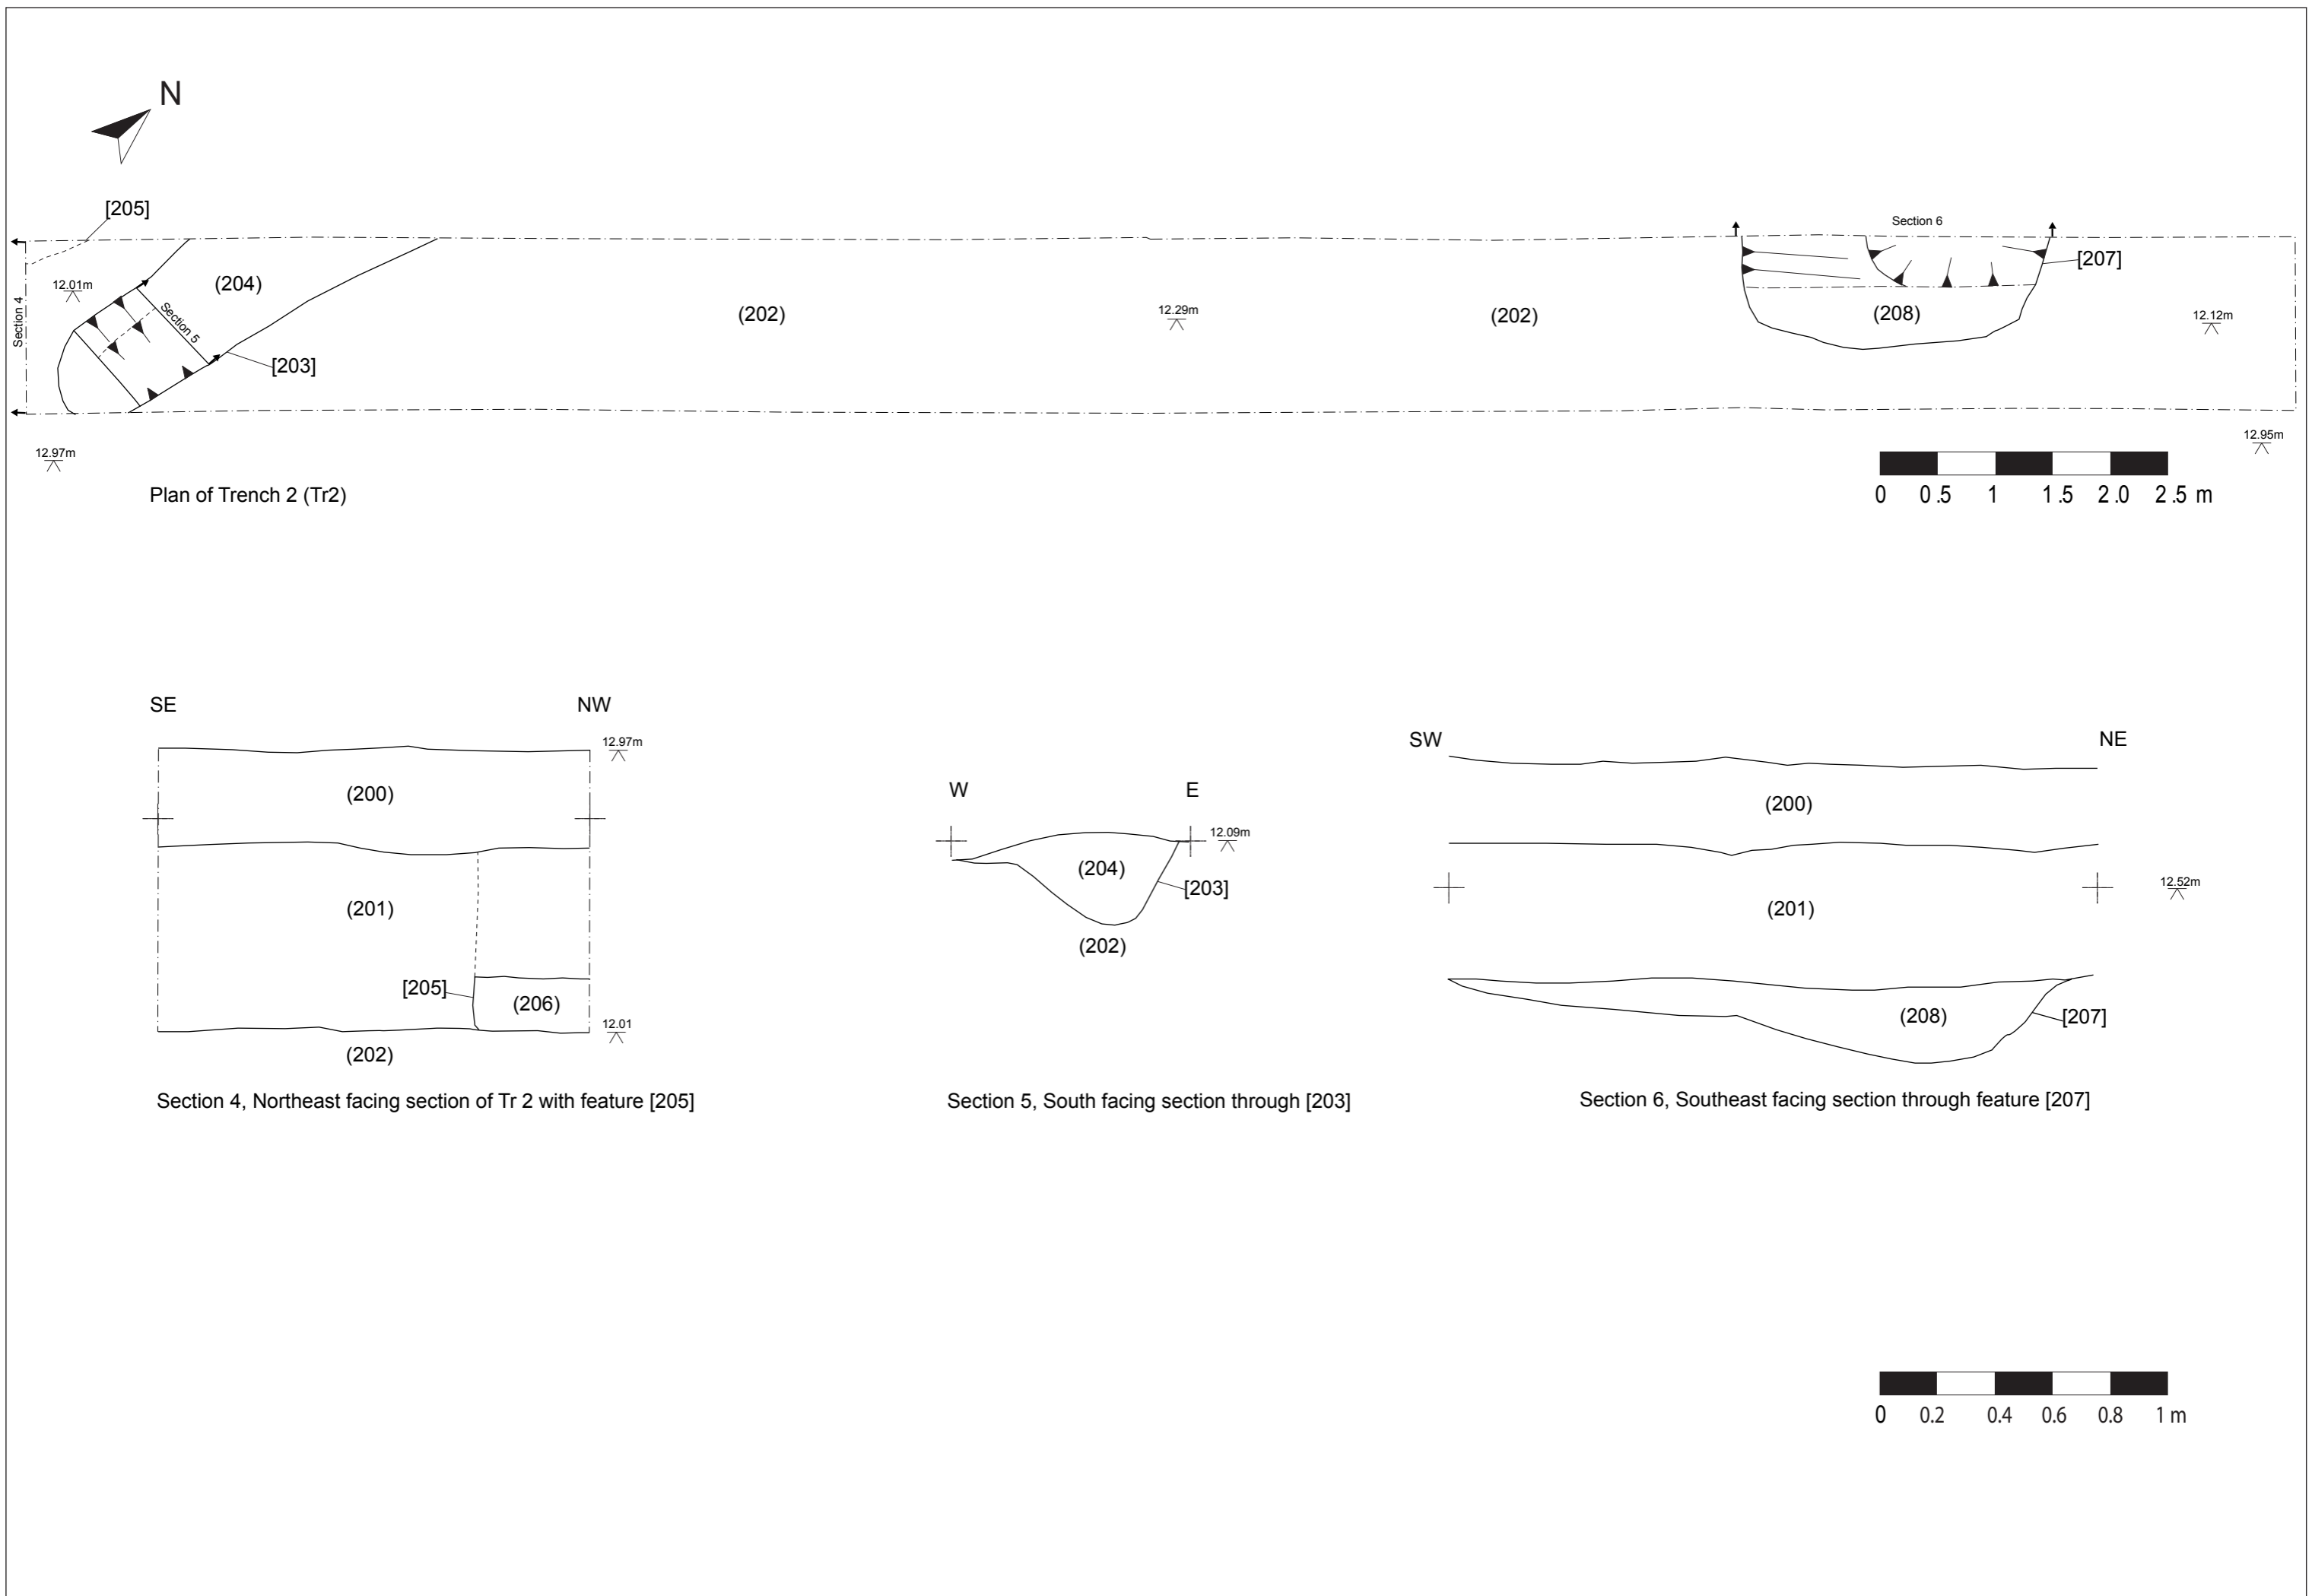 N
[205]
Section 6
[207]
(204)
12.01m
Section 4
Section 5
(202)
12.29m
(202)
(208)
12.12m
[203]
12.97m
12.95m
Plan of Trench 2 (Tr2)
0 0.5 1 1.5 2.0 2.5 m
SE NW
12.97m
(200)
(201)
[205]
(206)
12.01
(202)
Section 4, Northeast facing section of Tr 2 with feature [205]
W E
12.09m
(204)
[203]
(202)
Section 5, South facing section through [203]
SW NE
(200)
12.52m
(201)
(208)
[207]
Section 6, Southeast facing section through feature [207]
0 0.2 0.4 0.6 0.8 1 m